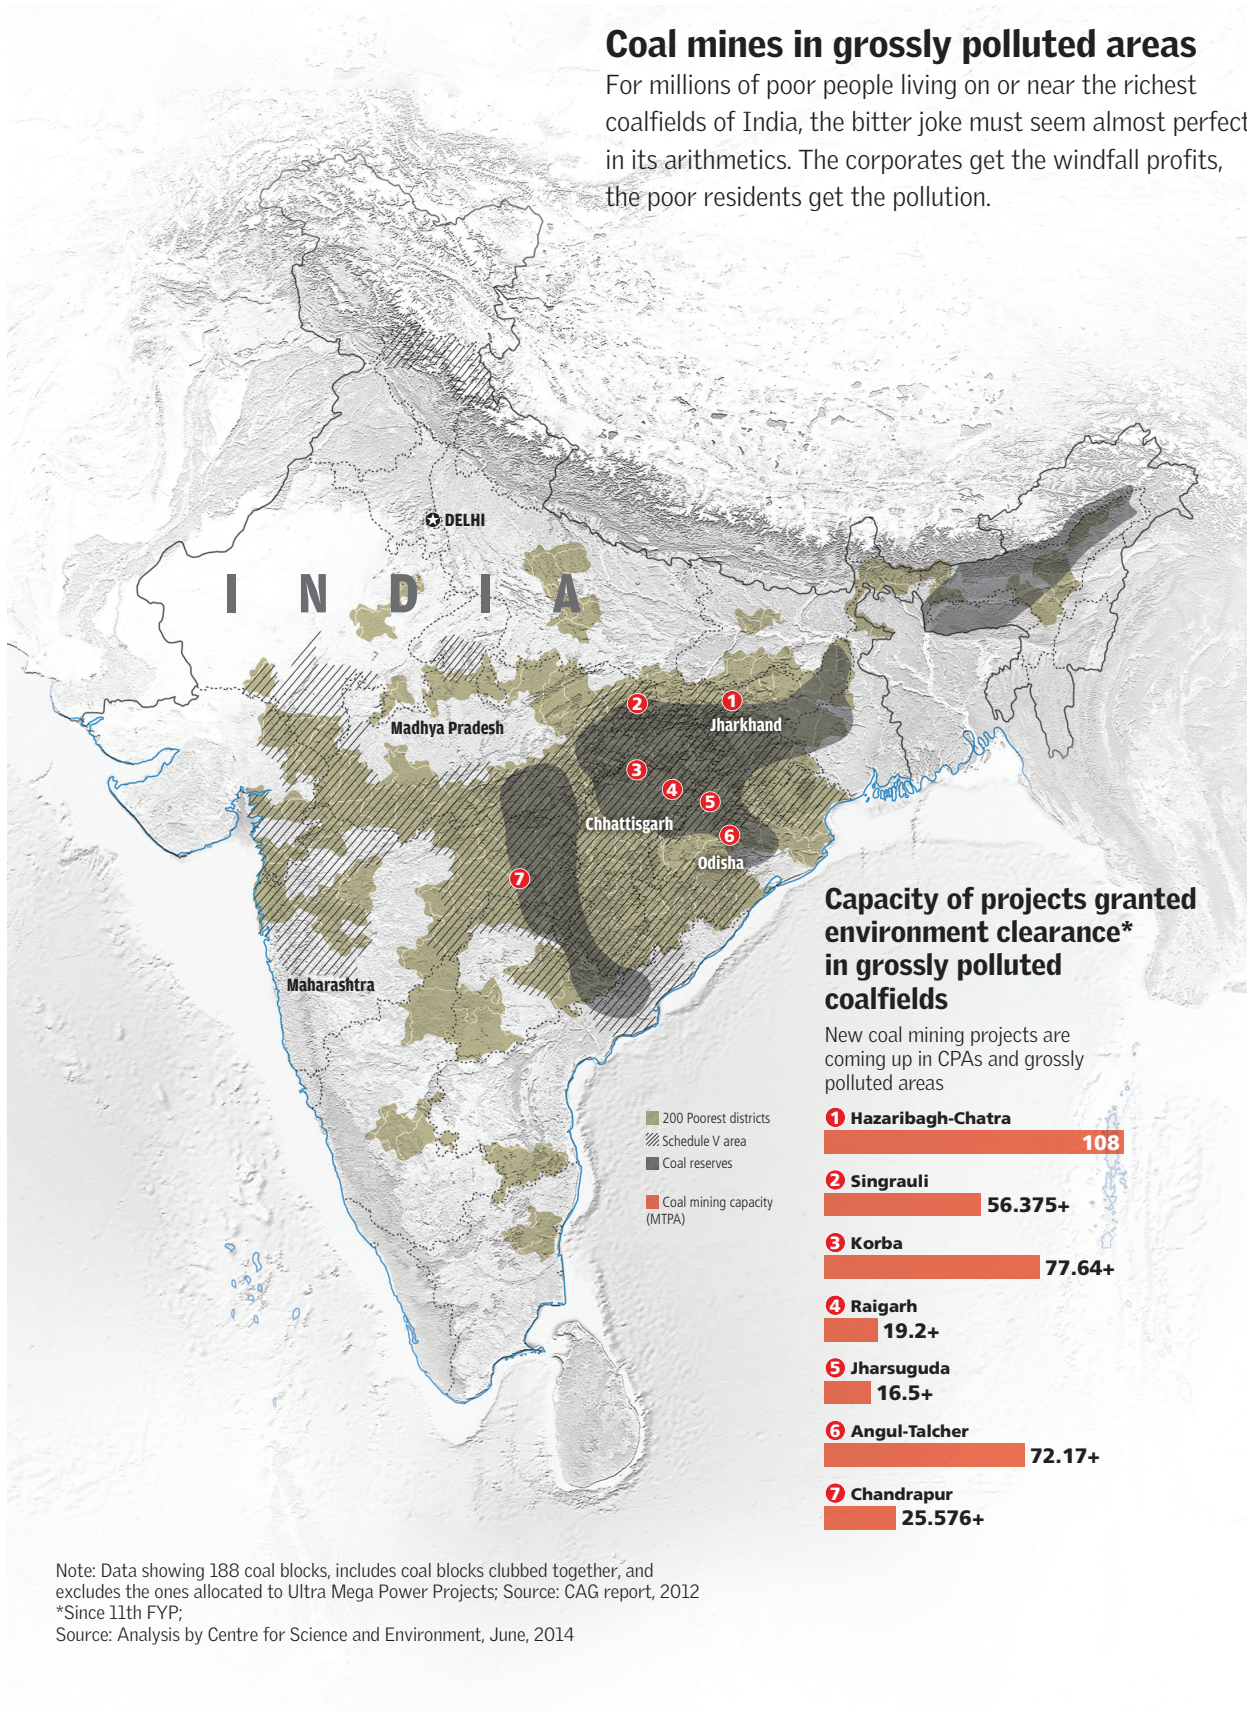 Coal mines in grossly polluted areas
For millions of poor people living on or near the richest
coalfields of India, the bitter joke must seem almost perfect
in its arithmetics. The corporates get the windfall profits,
the poor residents get the pollution.
DELHI
INDIA
2
1
Madhya Pradesh
Jharkhand
3
4
5
Chhattisgarh
6
Odisha
7
Maharashtra
Capacity of projects granted
environment clearance*
in grossly polluted
coalfields
New coal mining projects are
coming up in CPAs and grossly
polluted areas
200 Poorest districts
Schedule V area
Coal reserves
Coal mining capacity
(MTPA)
1 Hazaribagh-Chatra
108
2 Singrauli
56.375+
3 Korba
77.64+
4 Raigarh
19.2+
5 Jharsuguda
16.5+
6 Angul-Talcher
72.17+
7 Chandrapur
25.576+
Note: Data showing 188 coal blocks, includes coal blocks clubbed together, and
excludes the ones allocated to Ultra Mega Power Projects; Source: CAG report, 2012
*Since 11th FYP;
Source: Analysis by Centre for Science and Environment, June, 2014